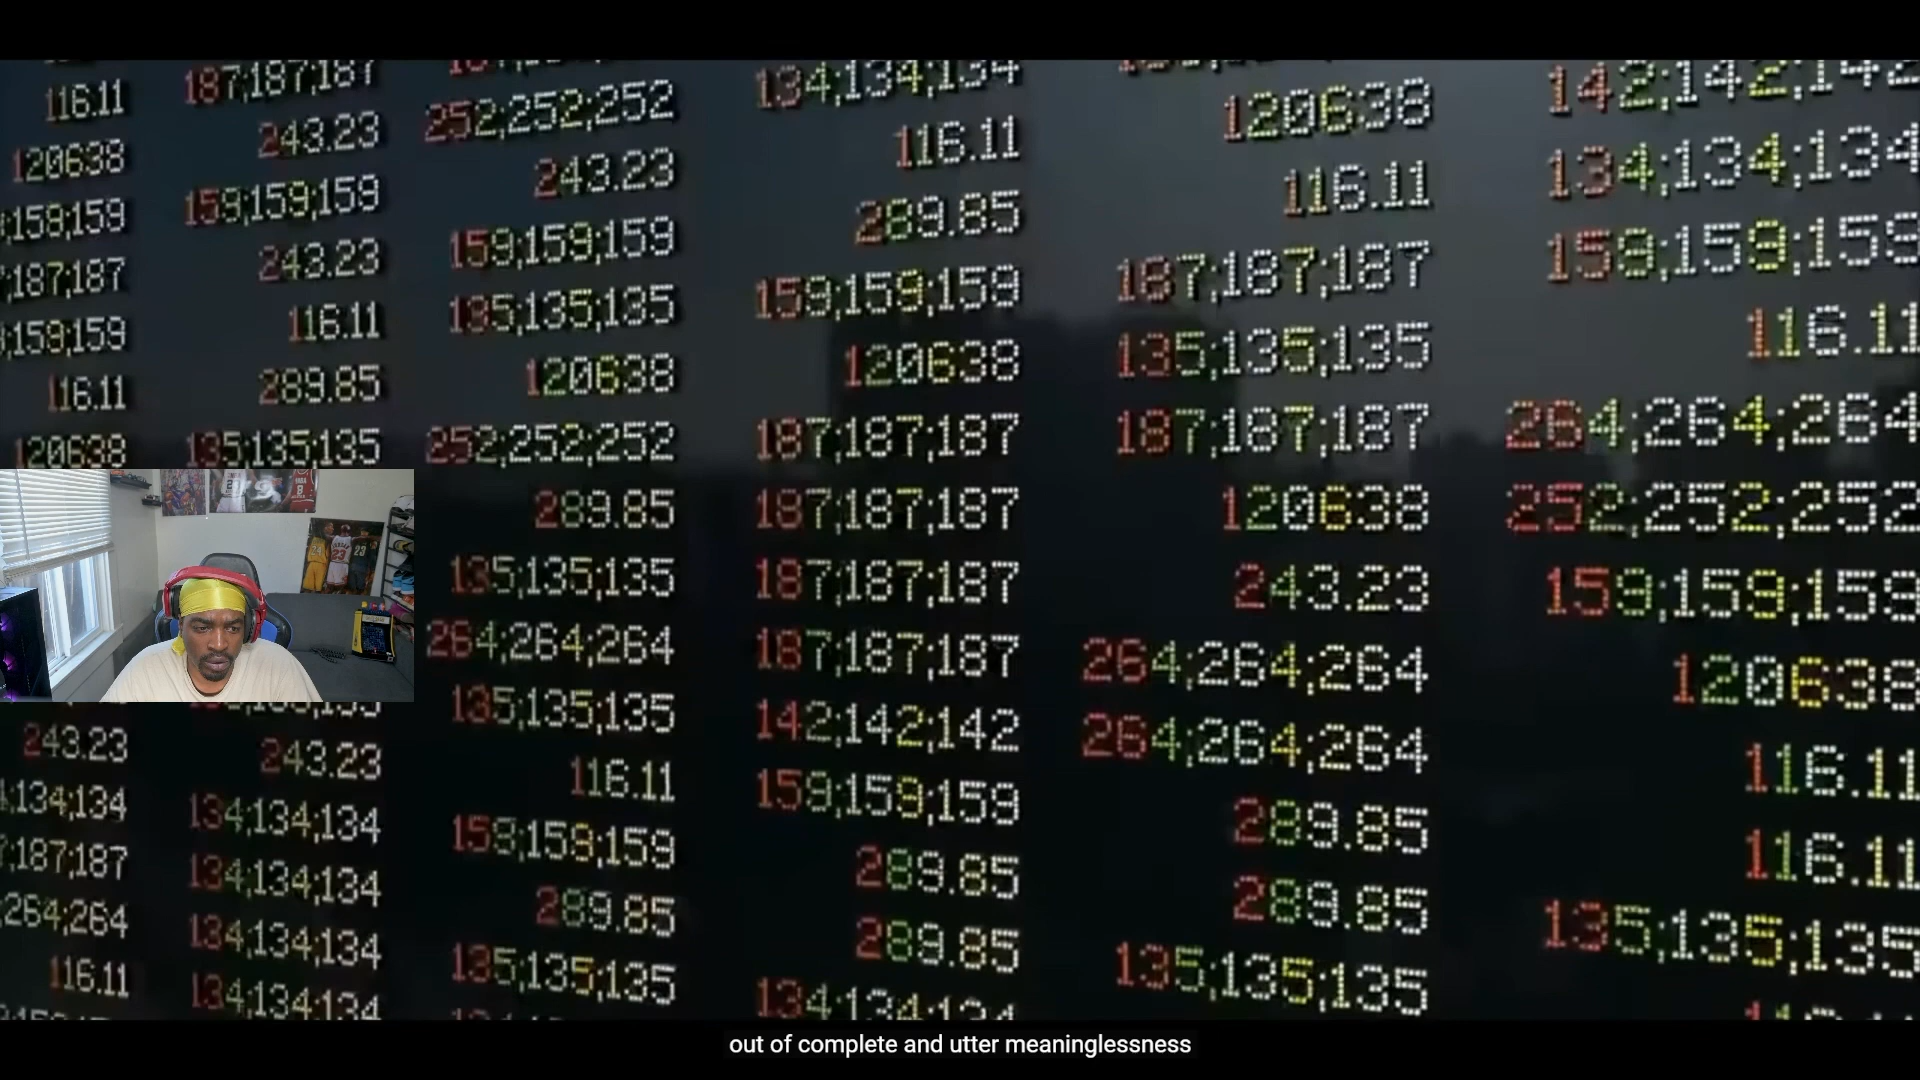 116.11 187;187;187 134;134;134 142;142;142
120638 243.23 252;252;252 116.11 120638 134;134;134
;159;159 159;159;159 243.23 289.85 116.11 159;159;159
;187;187 243.23 159;159;159 159;159;159 187;187;187 116.11
;159;159 116.11 135;135;135 120638 135;135;135 264;264;264
116.11 289.85 120638 187;187;187 187;187;187 252;252;252
120638 135;135;135 252;252;252 187;187;187 120638 159;159;159
289.85 187;187;187 243.23 120638
135;135;135 187;187;187 264;264;264 116.11
264;264;264 142;142;142 264;264;264 116.11
243.23 243.23 135;135;135 159;159;159 289.85 135;135;135
134;134 134;134;134 116.11 289.85 289.85
;187;187 134;134;134 159;159;159 289.85 135;135;135
;264;264 134;134;134 289.85 134;134;134
116.11 134;134;134 135;135;135
out of complete and utter meaninglessness